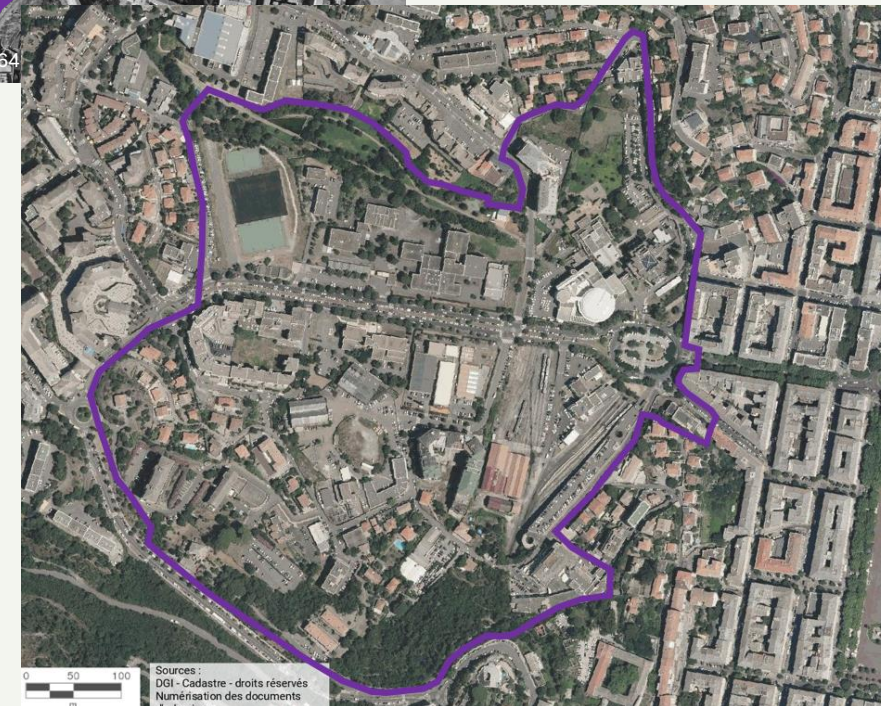 64
0 50 100
m
Sources :
DGI - Cadastre - droits réservés
Numérisation des documents